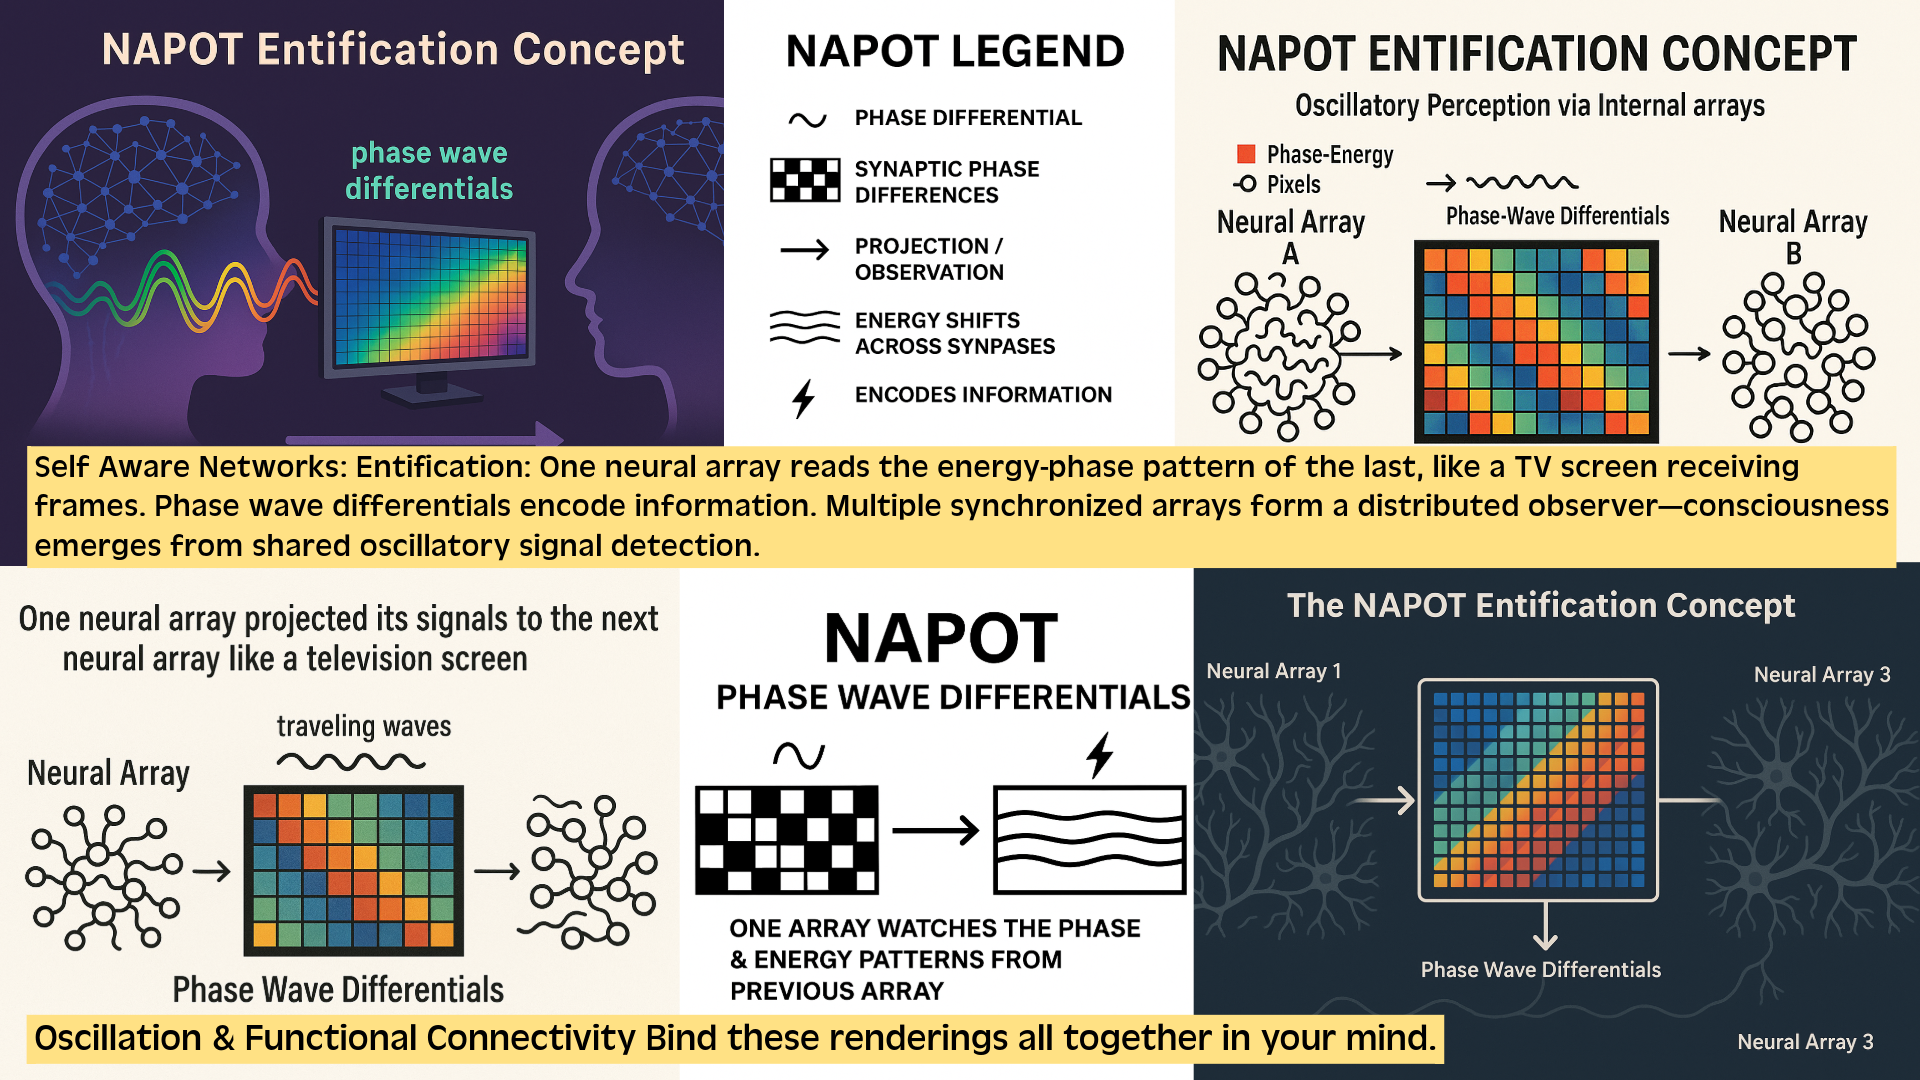 NAPOT Entification Concept
phase wave
differentials
NAPOT LEGEND
PHASE DIFFERENTIAL
SYNAPTIC PHASE
DIFFERENCES
PROJECTION /
OBSERVATION
ENERGY SHIFTS
ACROSS SYNPASES
ENCODES INFORMATION
NAPOT ENTIFICATION CONCEPT
Oscillatory Perception via Internal arrays
Phase-Energy
Pixels
Phase-Wave Differentials
Neural Array
A
Neural Array
B
Self Aware Networks: Entification: One neural array reads the energy-phase pattern of the last, like a TV screen receiving
frames. Phase wave differentials encode information. Multiple synchronized arrays form a distributed observer—consciousness
emerges from shared oscillatory signal detection.
One neural array projected its signals to the next
neural array like a television screen
traveling waves
Neural Array
Phase Wave Differentials
NAPOT
PHASE WAVE DIFFERENTIALS
ONE ARRAY WATCHES THE PHASE
& ENERGY PATTERNS FROM
PREVIOUS ARRAY
The NAPOT Entification Concept
Neural Array 1
Neural Array 3
Phase Wave Differentials
Neural Array 3
Oscillation & Functional Connectivity Bind these renderings all together in your mind.